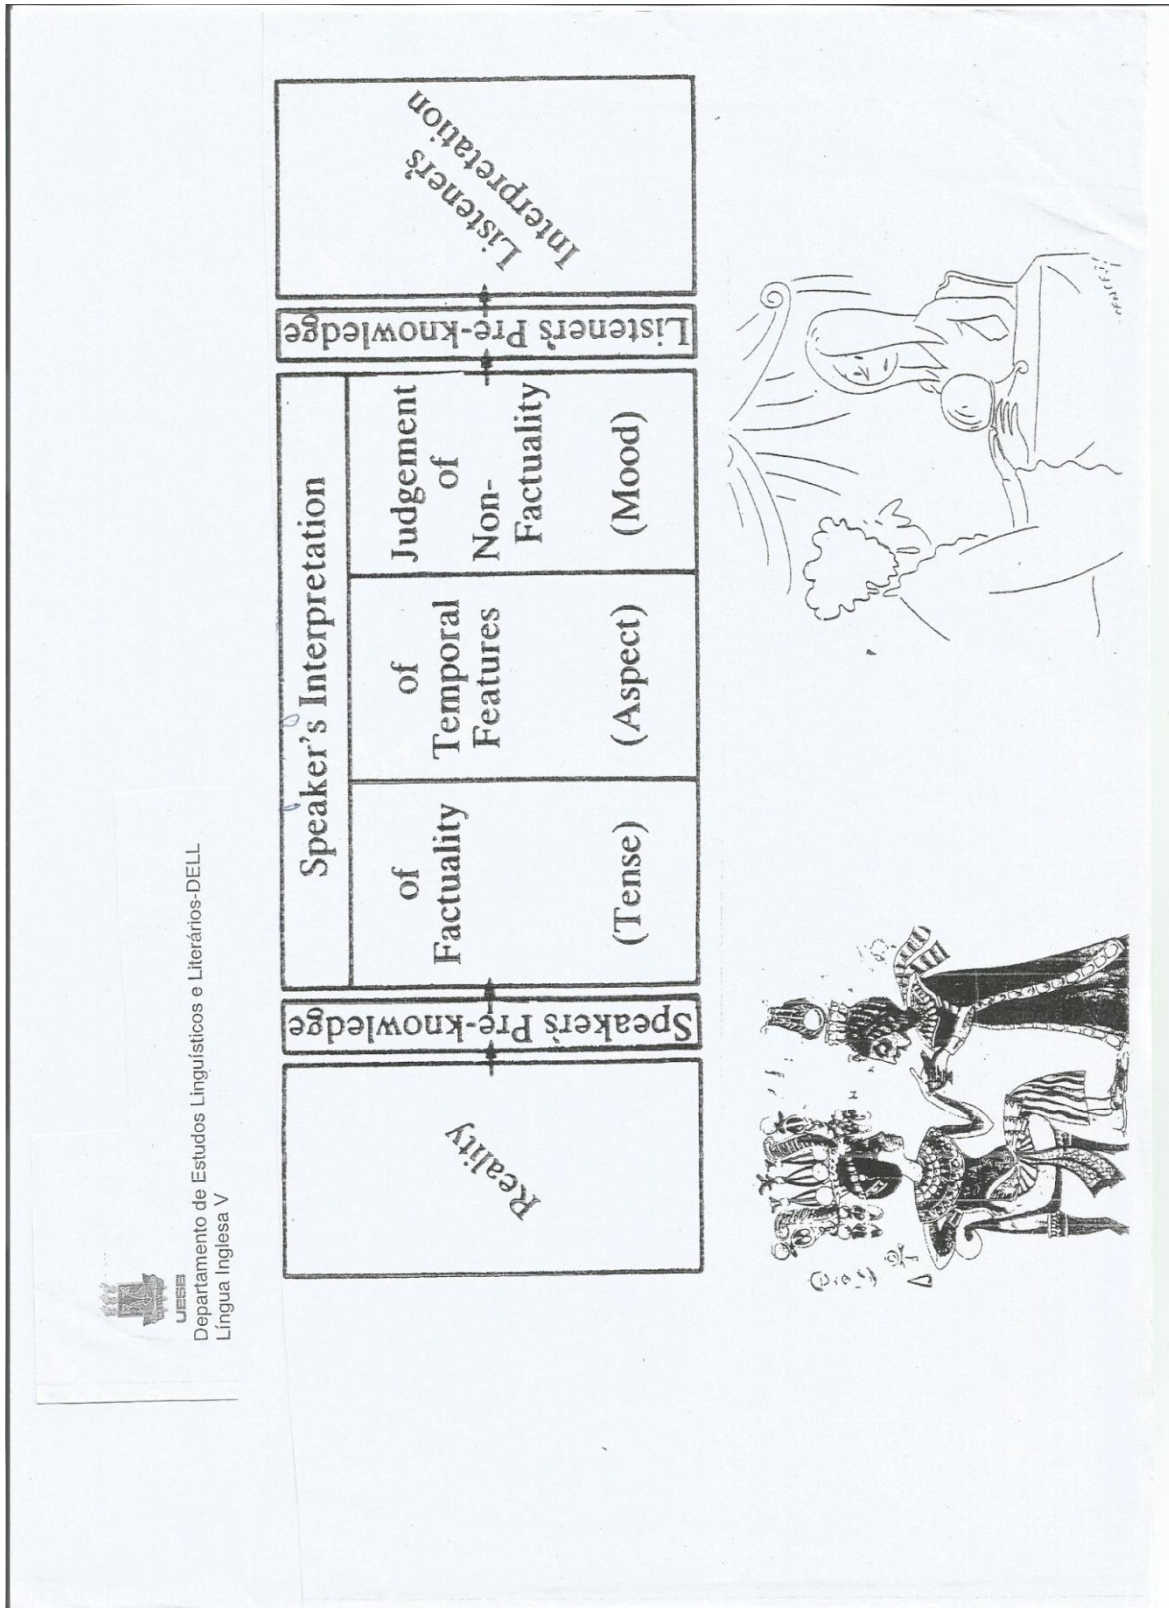 UESB
Departamento de Estudos Linguísticos e Literários-DELL
Língua Inglesa V
Reality
Speaker's Pre-knowledge
Speaker's Interpretation
of
Factuality
(Tense)
of
Temporal
Features
(Aspect)
Judgement
of
Non-
Factuality
(Mood)
Listener's Pre-knowledge
Listener's
Interpretation